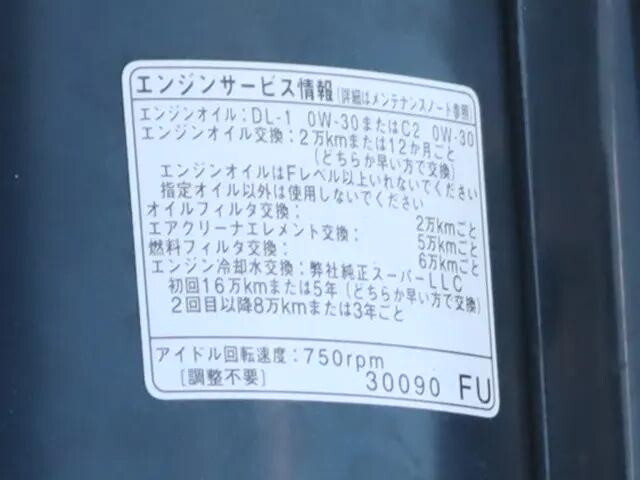 エンジンサービス情報 (詳細はメンテナンスノート参照)
エンジンオイル:DL-1 0W-30またはC2 0W-30
エンジンオイル交換:2万kmまたは12か月ごと
(どちらか早い方で交換)
エンジンオイルはFレベル以上いれないでください
指定オイル以外は使用しないでください
オイルフィルタ交換: 2万kmごと
エアクリーナエレメント交換: 5万kmごと
燃料フィルタ交換: 6万kmごと
エンジン冷却水交換:弊社純正スーパーLLC
初回16万kmまたは5年(どちらか早い方で交換)
2回目以降8万kmまたは3年ごと
アイドル回転速度:750rpm
[調整不要] 30090 FU